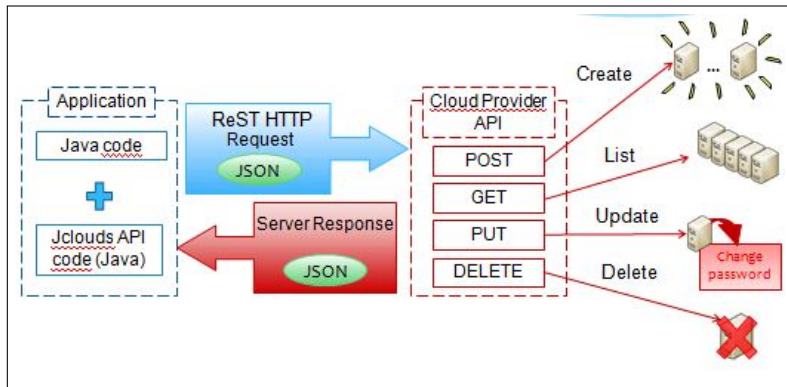 Application
Java code
Jclouds API
code (Java)
ReST HTTP
Request
JSON
Server Response
JSON
Cloud Provider
API
POST
GET
PUT
DELETE
Create
...
List
Update
Change
password
Delete